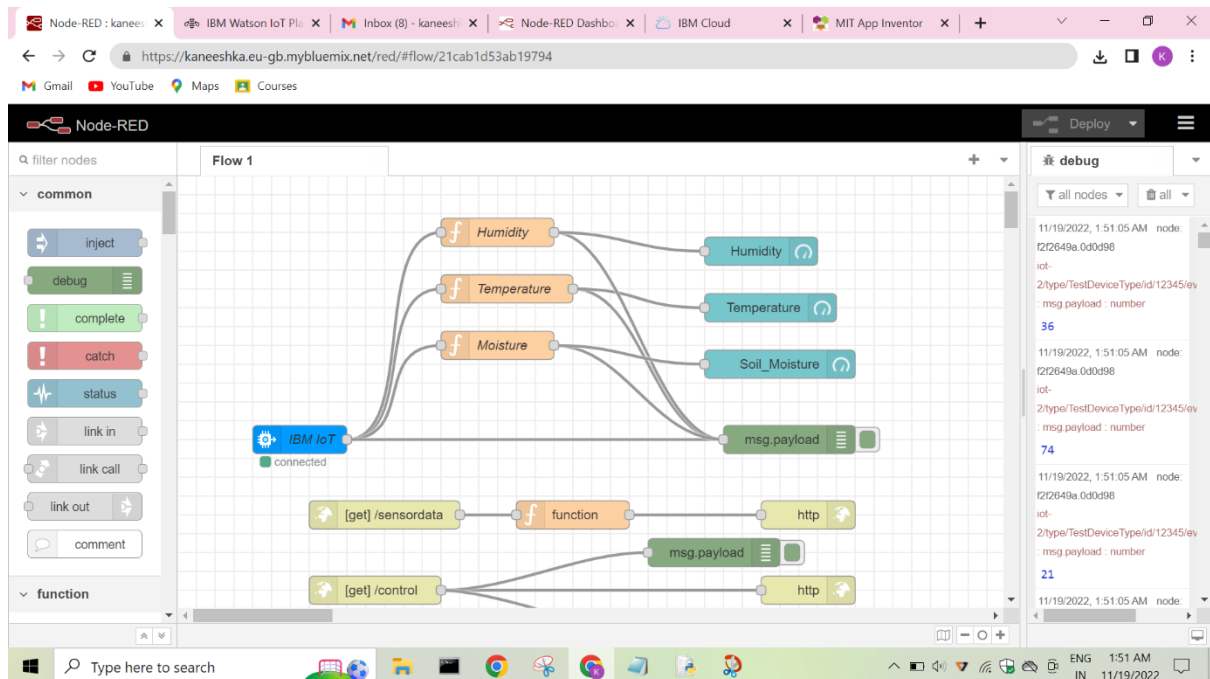 Node-RED : kanees
IBM Watson IoT Pla
Inbox (8) - kaneesh
Node-RED Dashbo
IBM Cloud
MIT App Inventor
https://kaneeshka.eu-gb.mybluemix.net/red/#flow/21cab1d53ab19794
K
Gmail
YouTube
Maps
Courses
Node-RED
Deploy
filter nodes
Flow 1
debug
common
all nodes
all
inject
debug
complete
catch
status
link in
link call
link out
comment
function
Humidity
Temperature
Moisture
Humidity
Temperature
Soil_Moisture
IBM IoT
connected
msg.payload
[get] /sensordata
function
http
msg.payload
[get] /control
http
11/19/2022, 1:51:05 AM node:
f2f2649a.0d0d98
iot-
2/type/TestDeviceType/id/12345/ev
: msg.payload : number
36
11/19/2022, 1:51:05 AM node:
f2f2649a.0d0d98
iot-
2/type/TestDeviceType/id/12345/ev
: msg.payload : number
74
11/19/2022, 1:51:05 AM node:
f2f2649a.0d0d98
iot-
2/type/TestDeviceType/id/12345/ev
: msg.payload : number
21
11/19/2022, 1:51:05 AM node:
Type here to search
ENG
IN
1:51 AM
11/19/2022